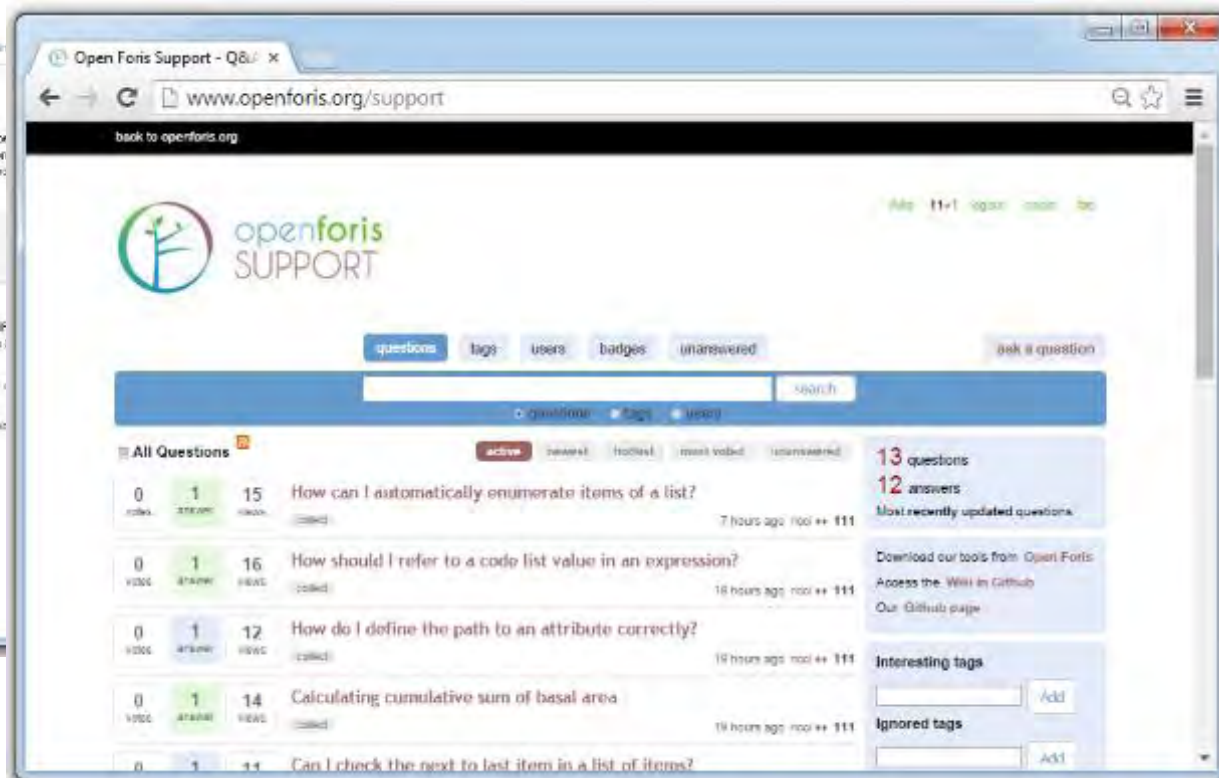 Open Foris Support - Q&
www.openforis.org/support
back to openforis.org
openforis
SUPPORT
questions tags users badges unanswered ask a question
search
questions tags users
All Questions active newest hottest most voted unanswered
0 votes 1 answer 15 views How can I automatically enumerate items of a list?
collect 7 hours ago 111
0 votes 1 answer 16 views How should I refer to a code list value in an expression?
collect 18 hours ago 111
0 votes 1 answer 12 views How do I define the path to an attribute correctly?
collect 19 hours ago 111
0 votes 1 answer 14 views Calculating cumulative sum of basal area
collect 19 hours ago 111
0 1 11 Can I check the next to last item in a list of items?
13 questions
12 answers
Most recently updated questions
Download our tools from Open Foris
Access the Wiki in Github
Our Github page
Interesting tags
Add
Ignored tags
Add